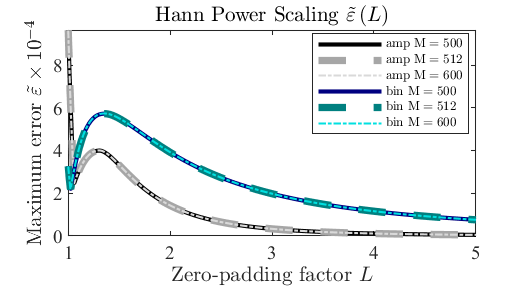 Hann Power Scaling ε̃ (L)
Maximum error ε̃ × 10⁻⁴
8
6
4
2
0
amp M = 500
amp M = 512
amp M = 600
bin M = 500
bin M = 512
bin M = 600
1 2 3 4 5
Zero-padding factor L